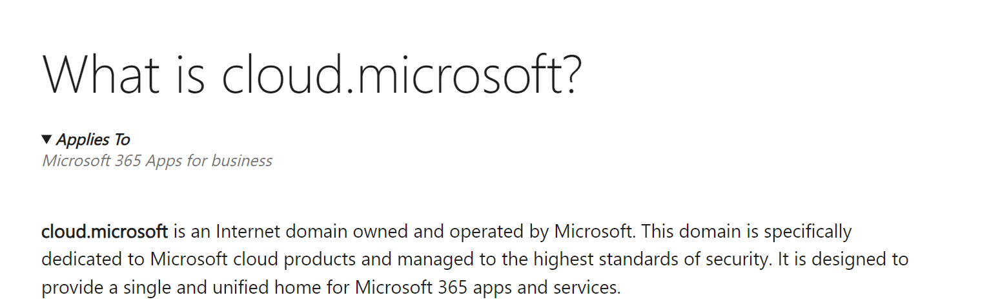 What is cloud.microsoft?
▼ Applies To
Microsoft 365 Apps for business
cloud.microsoft is an Internet domain owned and operated by Microsoft. This domain is specifically
dedicated to Microsoft cloud products and managed to the highest standards of security. It is designed to
provide a single and unified home for Microsoft 365 apps and services.